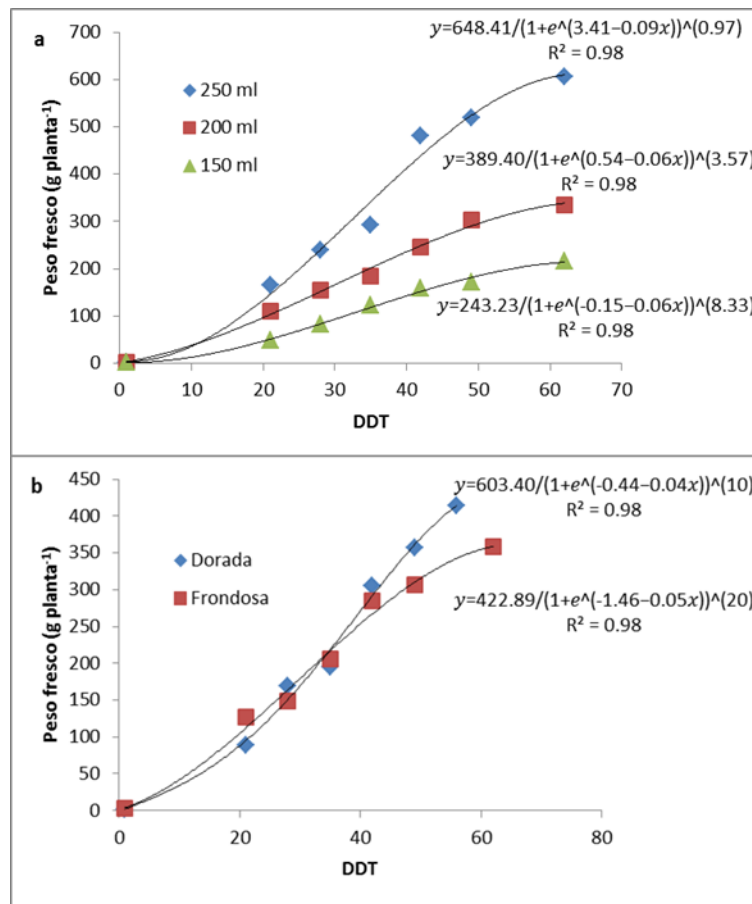 a
y=648.41/(1+e^(3.41−0.09x))^(0.97)
R² = 0.98
250 ml
200 ml
150 ml
y=389.40/(1+e^(0.54−0.06x))^(3.57)
R² = 0.98
y=243.23/(1+e^(-0.15−0.06x))^(8.33)
R² = 0.98
Peso fresco (g planta⁻¹)
700
600
500
400
300
200
100
0
0 10 20 30 40 50 60 70
DDT
b
y=603.40/(1+e^(-0.44−0.04x))^(10)
R² = 0.98
Dorada
Frondosa
y=422.89/(1+e^(-1.46−0.05x))^(20)
R² = 0.98
Peso fresco (g planta⁻¹)
450
400
350
300
250
200
150
100
50
0
0 20 40 60 80
DDT